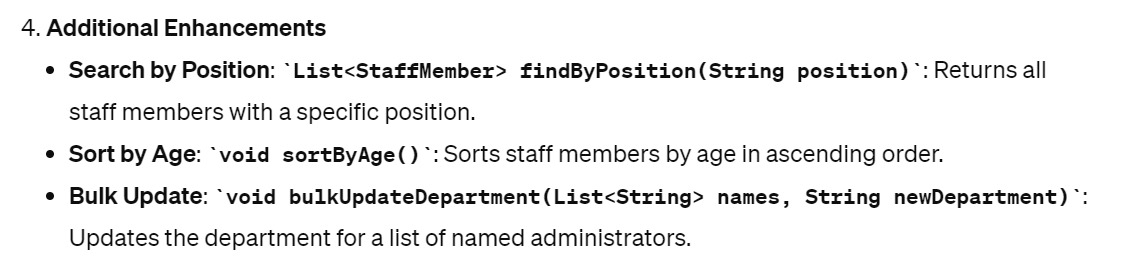 4. Additional Enhancements
• Search by Position: `List<StaffMember> findByPosition(String position)`: Returns all
staff members with a specific position.
• Sort by Age: `void sortByAge()`: Sorts staff members by age in ascending order.
• Bulk Update: `void bulkUpdateDepartment(List<String> names, String newDepartment)`:
Updates the department for a list of named administrators.